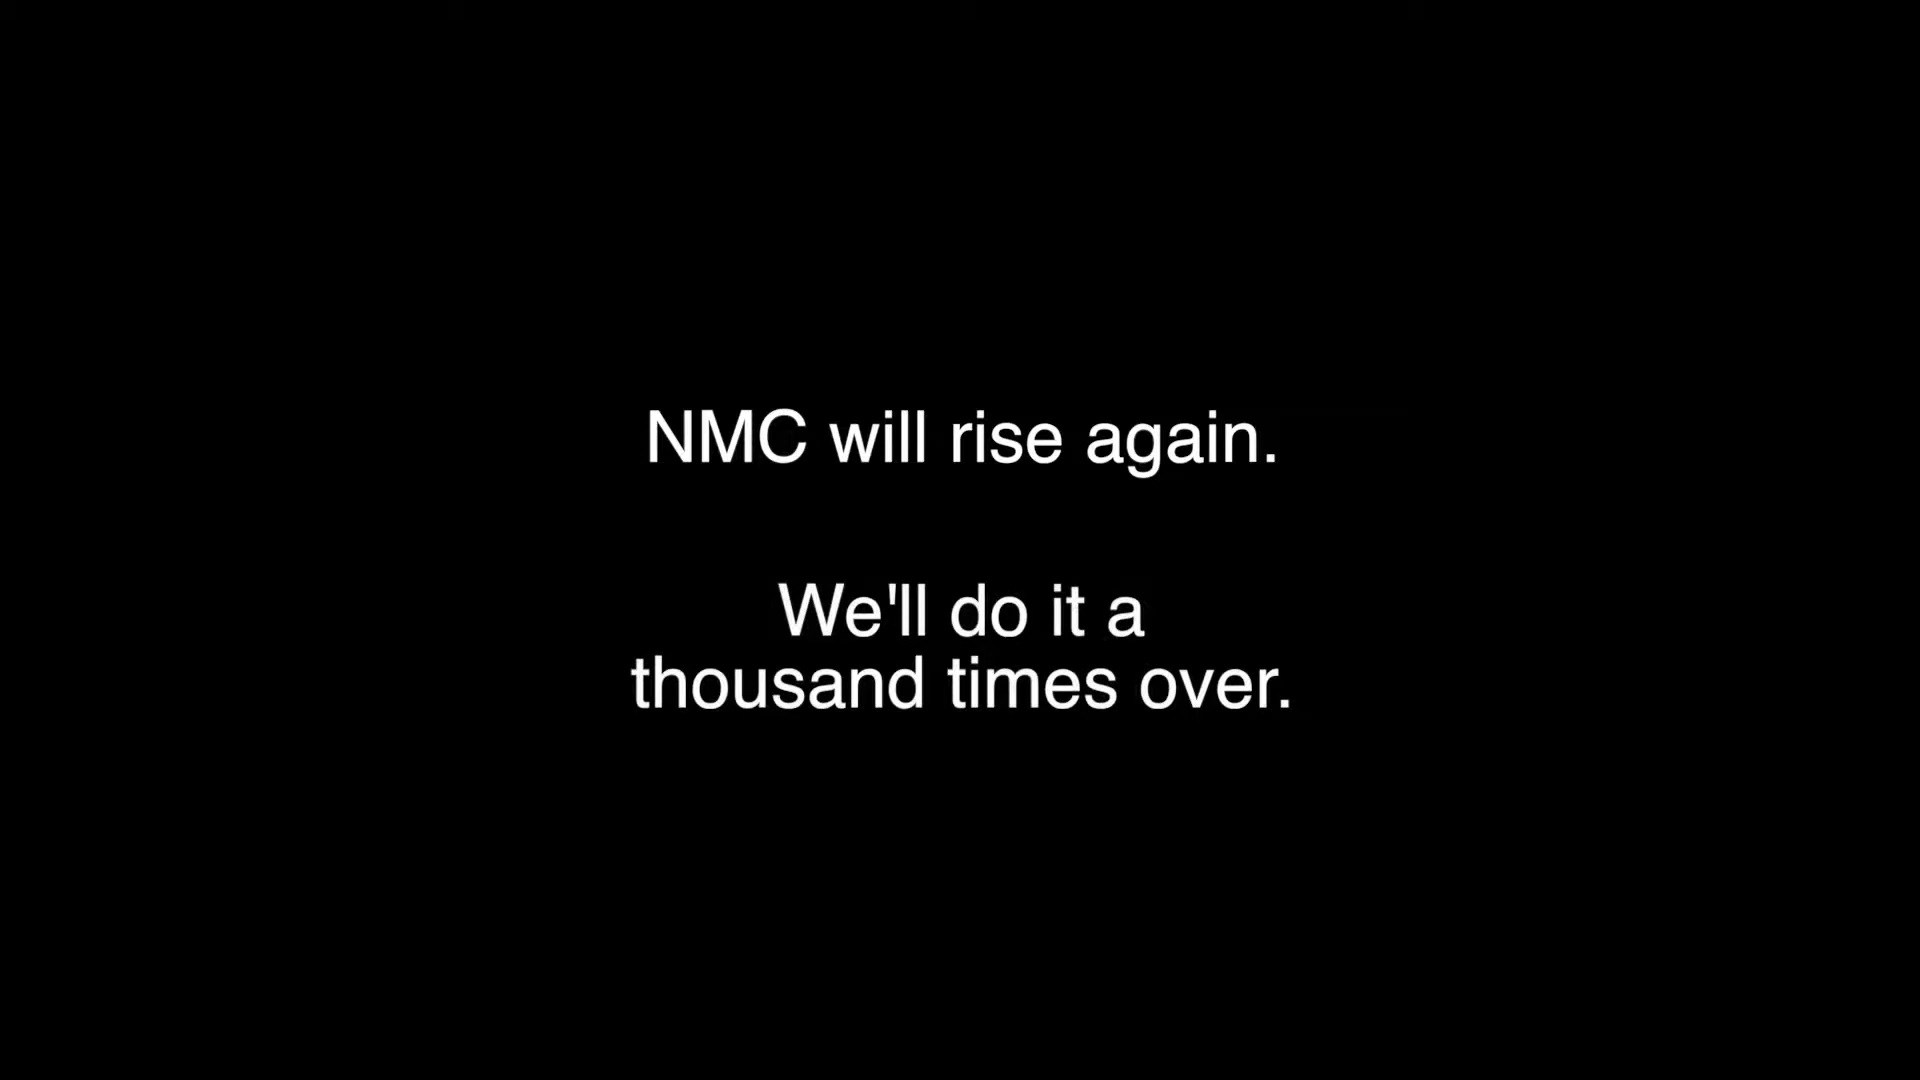 NMC will rise again.
We'll do it a
thousand times over.